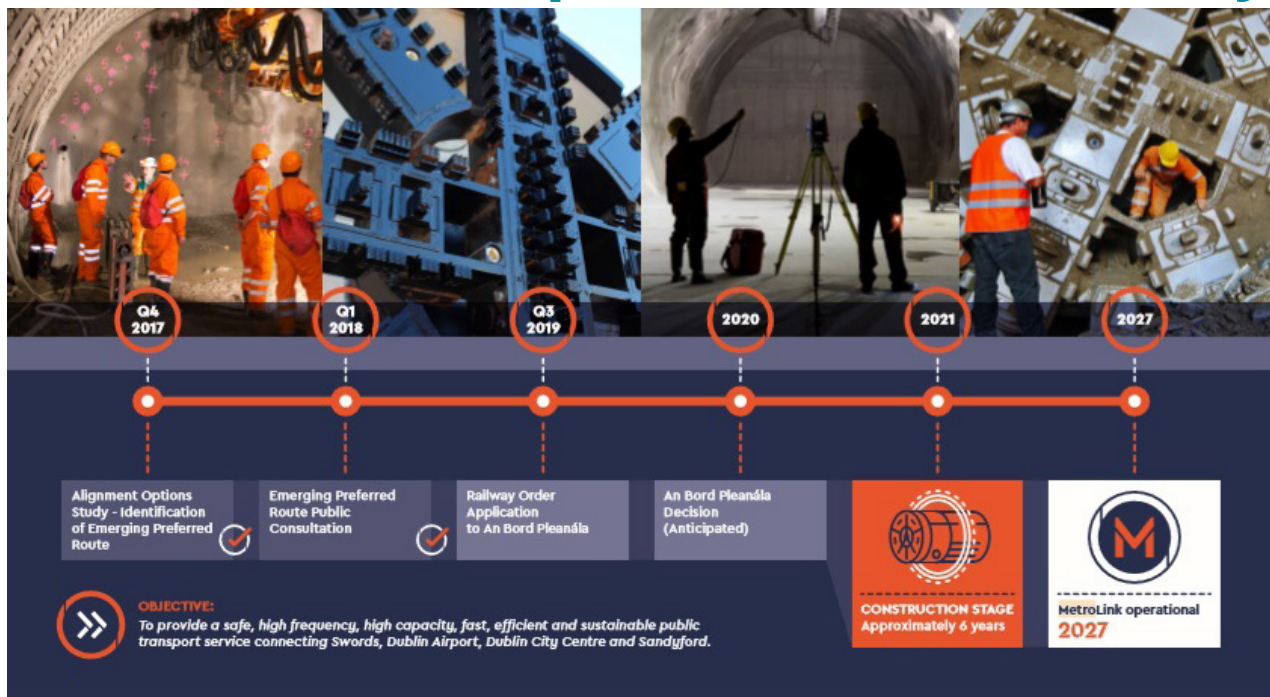 Q4
2017
Q1
2018
Q3
2019
2020
2021
2027
Alignment Options
Study - Identification
of Emerging Preferred
Route
Emerging Preferred
Route Public
Consultation
Railway Order
Application
to An Bord Pleanála
An Bord Pleanála
Decision
(Anticipated)
CONSTRUCTION STAGE
Approximately 6 years
M
MetroLink operational
2027
OBJECTIVE:
To provide a safe, high frequency, high capacity, fast, efficient and sustainable public
transport service connecting Swords, Dublin Airport, Dublin City Centre and Sandyford.